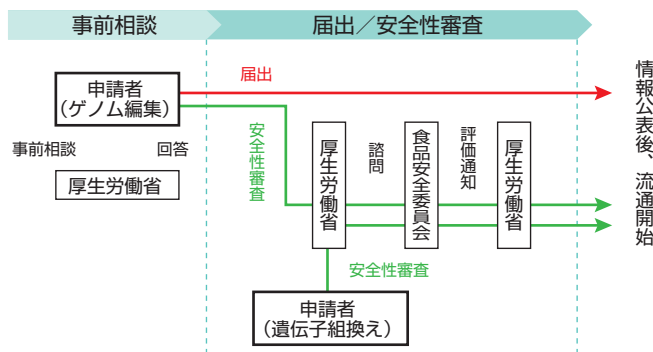 事前相談
届出／安全性審査
申請者
（ゲノム編集）
届出
安全性審査
事前相談
回答
厚生労働省
厚生労働省
諮問
食品安全委員会
評価通知
厚生労働省
情報公表後、流通開始
安全性審査
申請者
（遺伝子組換え）